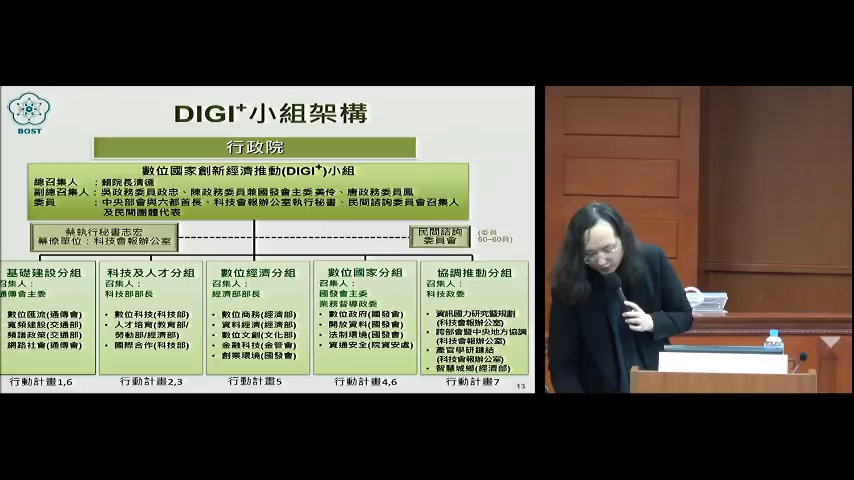 BOST
DIGI⁺小組架構
行政院
數位國家創新經濟推動(DIGI⁺)小組
總召集人 :賴院長清德
副總召集人:吳政務委員政忠、陳政務委員兼國發會主委美伶、唐政務委員鳳
委員 :中央部會與六都首長、科技會報辦公室執行秘書、民間諮詢委員會召集人
及民間團體代表
蔡執行秘書志宏
幕僚單位:科技會報辦公室
民間諮詢
委員會
(委員
50-60員)
基礎建設分組
召集人:
通傳會主委
數位匯流(通傳會)
寬頻建設(交通部)
頻譜政策(交通部)
網路社會(通傳會)
行動計畫1,6
科技及人才分組
召集人:
科技部部長
• 數位科技(科技部)
• 人才培育(教育部/
勞動部/經濟部)
• 國際合作(科技部)
行動計畫2,3
數位經濟分組
召集人:
經濟部部長
• 數位商務(經濟部)
• 資料經濟(經濟部)
• 數位文創(文化部)
• 金融科技(金管會)
• 創業環境(國發會)
行動計畫5
數位國家分組
召集人:
國發會主委
業務督導政委
• 數位政府(國發會)
• 開放資料(國發會)
• 法制環境(國發會)
• 資通安全(院資安處)
行動計畫4,6
協調推動分組
召集人:
科技政委
• 資訊國力研究暨規劃
(科技會報辦公室)
• 跨部會暨中央地方協調
(科技會報辦公室)
• 產官學研鏈結
(科技會報辦公室)
• 智慧城鄉(經濟部)
行動計畫7
13